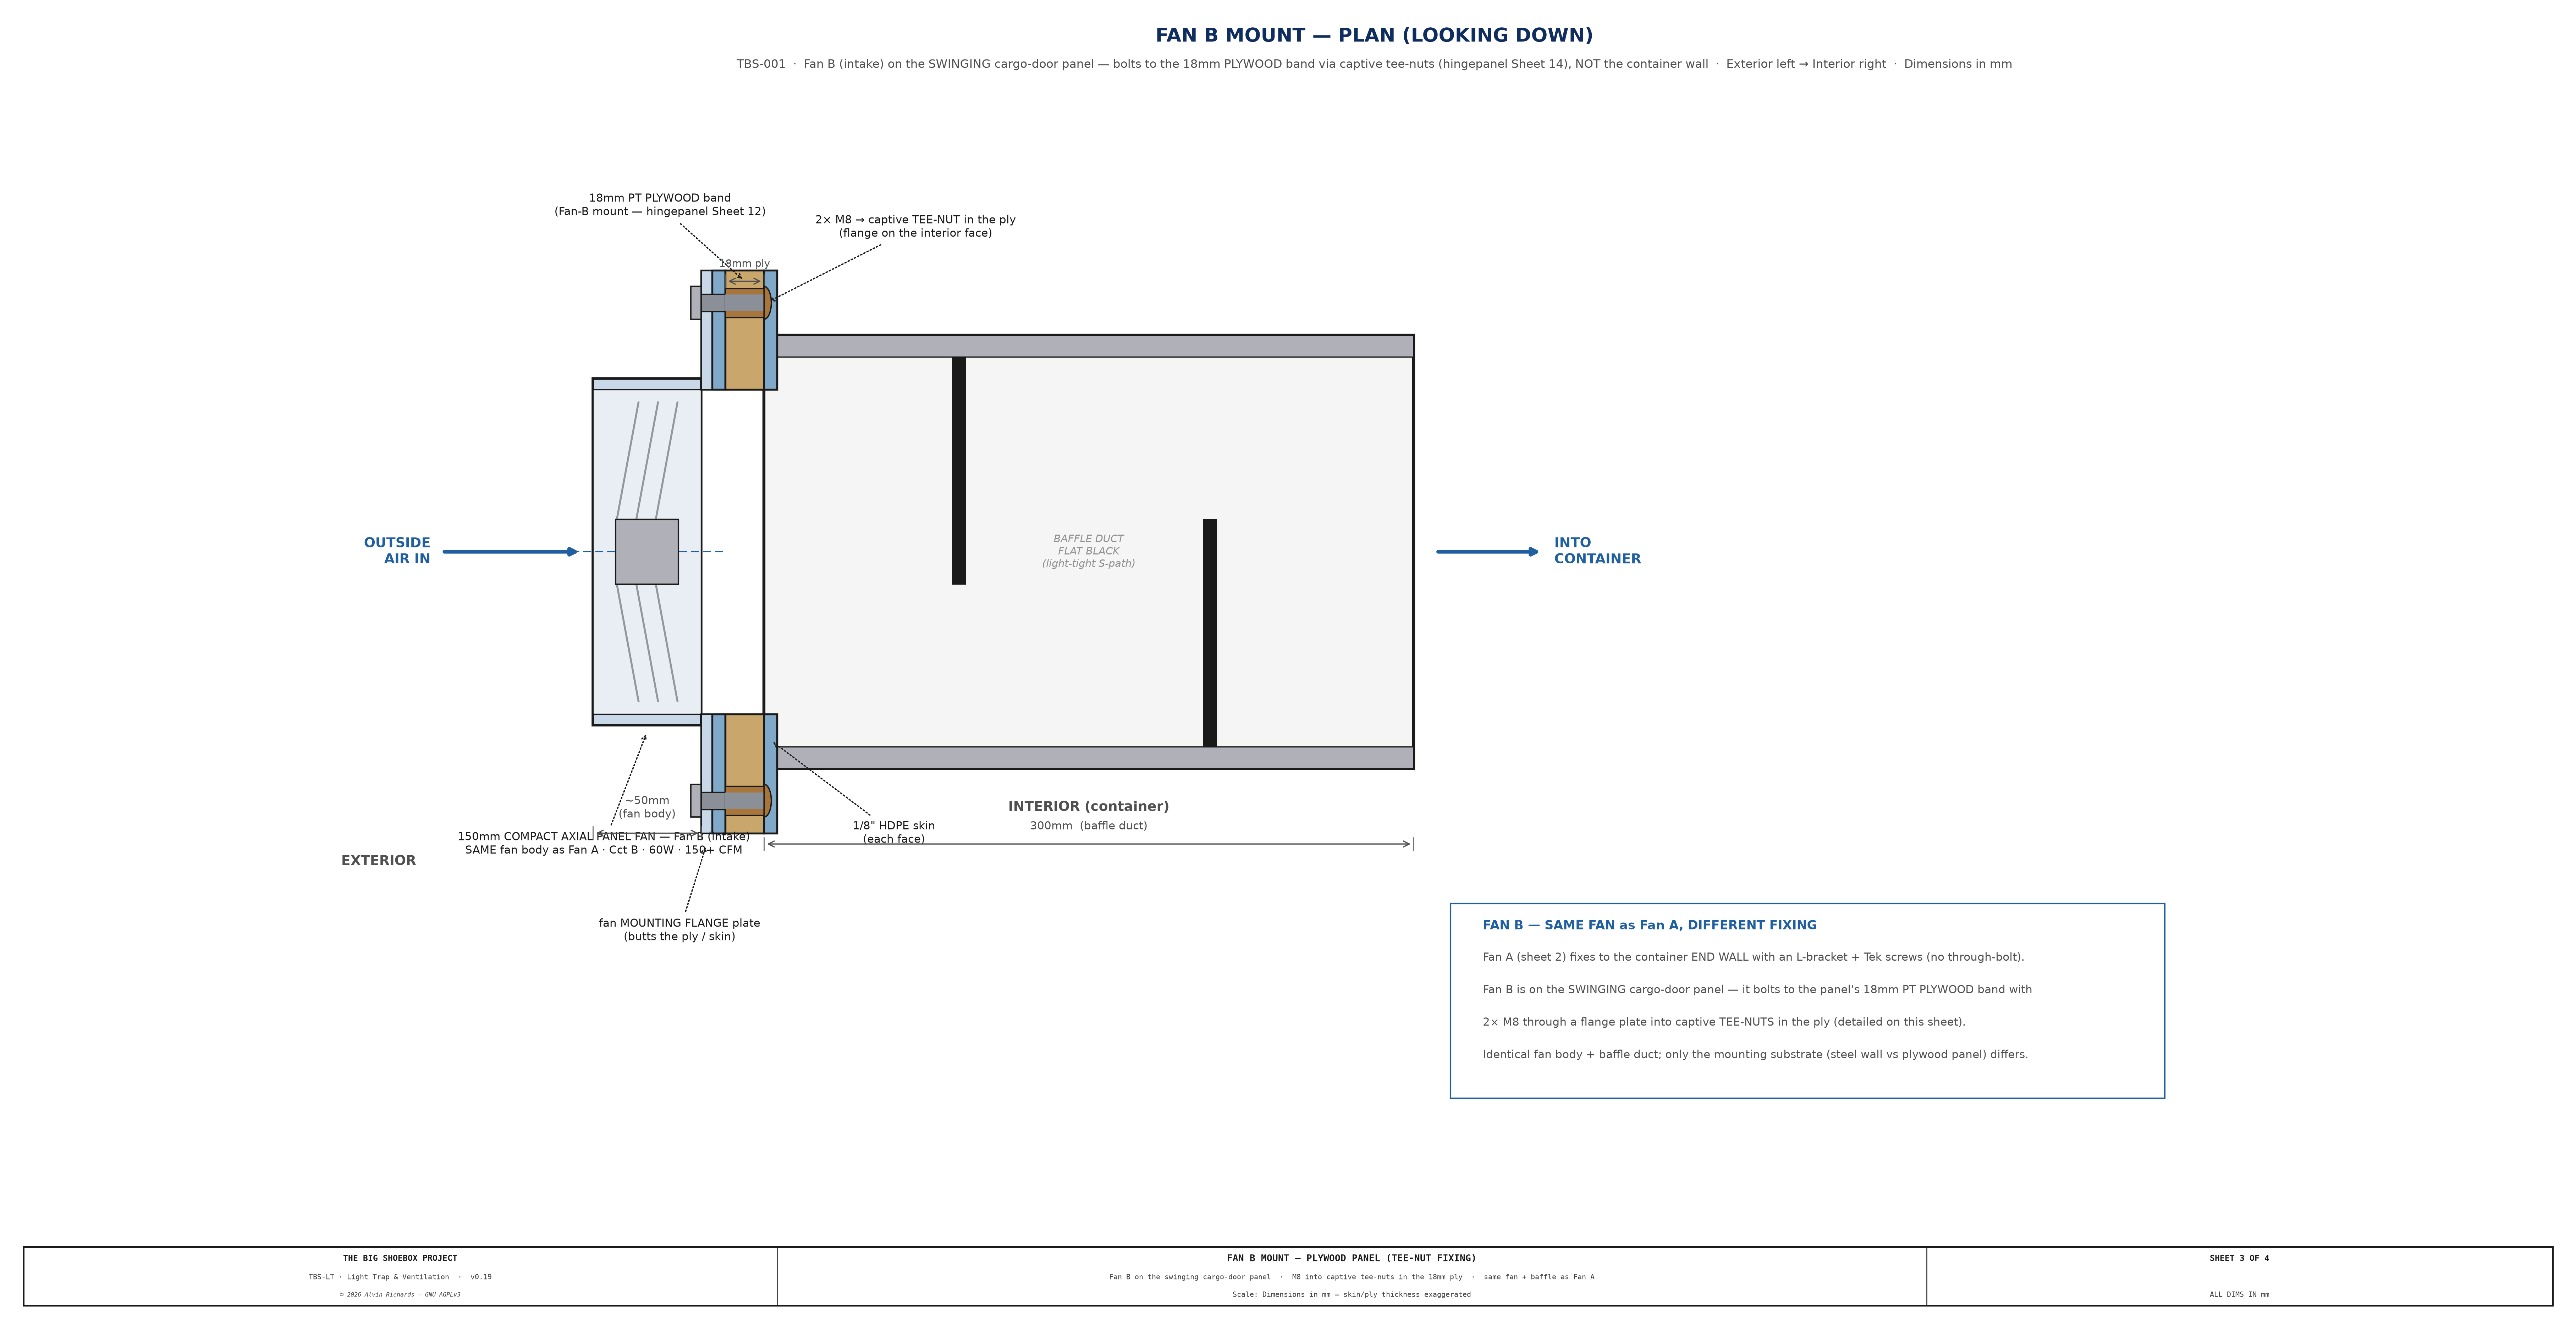 FAN B MOUNT — PLAN (LOOKING DOWN)
TBS-001 · Fan B (intake) on the SWINGING cargo-door panel — bolts to the 18mm PLYWOOD band via captive tee-nuts (hingepanel Sheet 14), NOT the container wall · Exterior left → Interior right · Dimensions in mm
18mm PT PLYWOOD band
(Fan-B mount — hingepanel Sheet 12)
2× M8 → captive TEE-NUT in the ply
(flange on the interior face)
18mm ply
OUTSIDE
AIR IN
BAFFLE DUCT
FLAT BLACK
(light-tight S-path)
INTO
CONTAINER
~50mm
(fan body)
150mm COMPACT AXIAL PANEL FAN — Fan B (intake)
SAME fan body as Fan A · Cct B · 60W · 150+ CFM
1/8" HDPE skin
(each face)
INTERIOR (container)
300mm (baffle duct)
EXTERIOR
fan MOUNTING FLANGE plate
(butts the ply / skin)
FAN B — SAME FAN as Fan A, DIFFERENT FIXING
Fan A (sheet 2) fixes to the container END WALL with an L-bracket + Tek screws (no through-bolt).
Fan B is on the SWINGING cargo-door panel — it bolts to the panel's 18mm PT PLYWOOD band with
2× M8 through a flange plate into captive TEE-NUTS in the ply (detailed on this sheet).
Identical fan body + baffle duct; only the mounting substrate (steel wall vs plywood panel) differs.
THE BIG SHOEBOX PROJECT
TBS-LT · Light Trap & Ventilation · v0.19
© 2026 Alvin Richards — GNU AGPLv3
FAN B MOUNT — PLYWOOD PANEL (TEE-NUT FIXING)
Fan B on the swinging cargo-door panel · M8 into captive tee-nuts in the 18mm ply · same fan + baffle as Fan A
Scale: Dimensions in mm — skin/ply thickness exaggerated
SHEET 3 OF 4
ALL DIMS IN mm